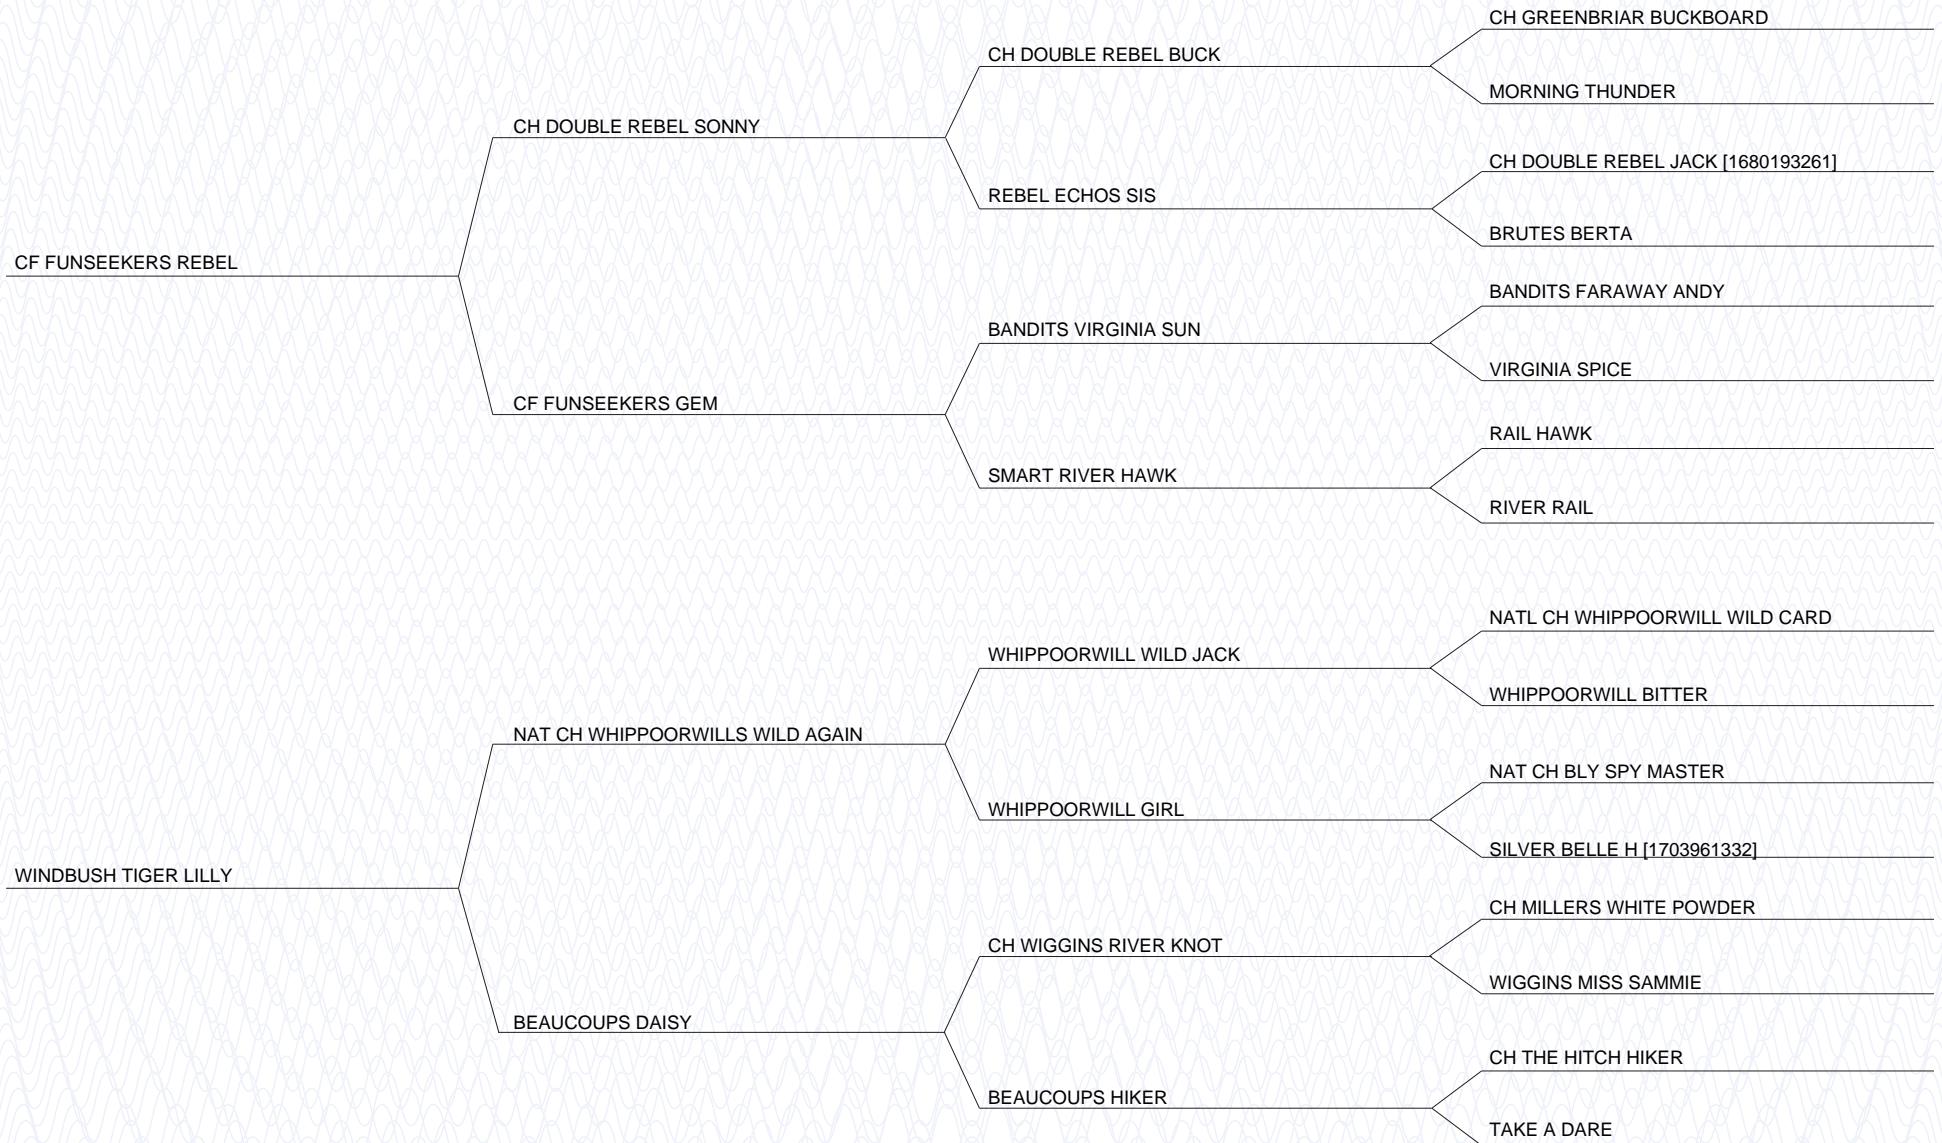 CH GREENBRIAR BUCKBOARD
CH DOUBLE REBEL BUCK
MORNING THUNDER
CH DOUBLE REBEL SONNY
CH DOUBLE REBEL JACK [1680193261]
REBEL ECHOS SIS
BRUTES BERTA
CF FUNSEEKERS REBEL
BANDITS FARAWAY ANDY
BANDITS VIRGINIA SUN
VIRGINIA SPICE
CF FUNSEEKERS GEM
RAIL HAWK
SMART RIVER HAWK
RIVER RAIL
NATL CH WHIPPOORWILL WILD CARD
WHIPPOORWILL WILD JACK
WHIPPOORWILL BITTER
NAT CH WHIPPOORWILLS WILD AGAIN
NAT CH BLY SPY MASTER
WHIPPOORWILL GIRL
SILVER BELLE H [1703961332]
WINDBUSH TIGER LILLY
CH MILLERS WHITE POWDER
CH WIGGINS RIVER KNOT
WIGGINS MISS SAMMIE
BEAUCOUPS DAISY
CH THE HITCH HIKER
BEAUCOUPS HIKER
TAKE A DARE